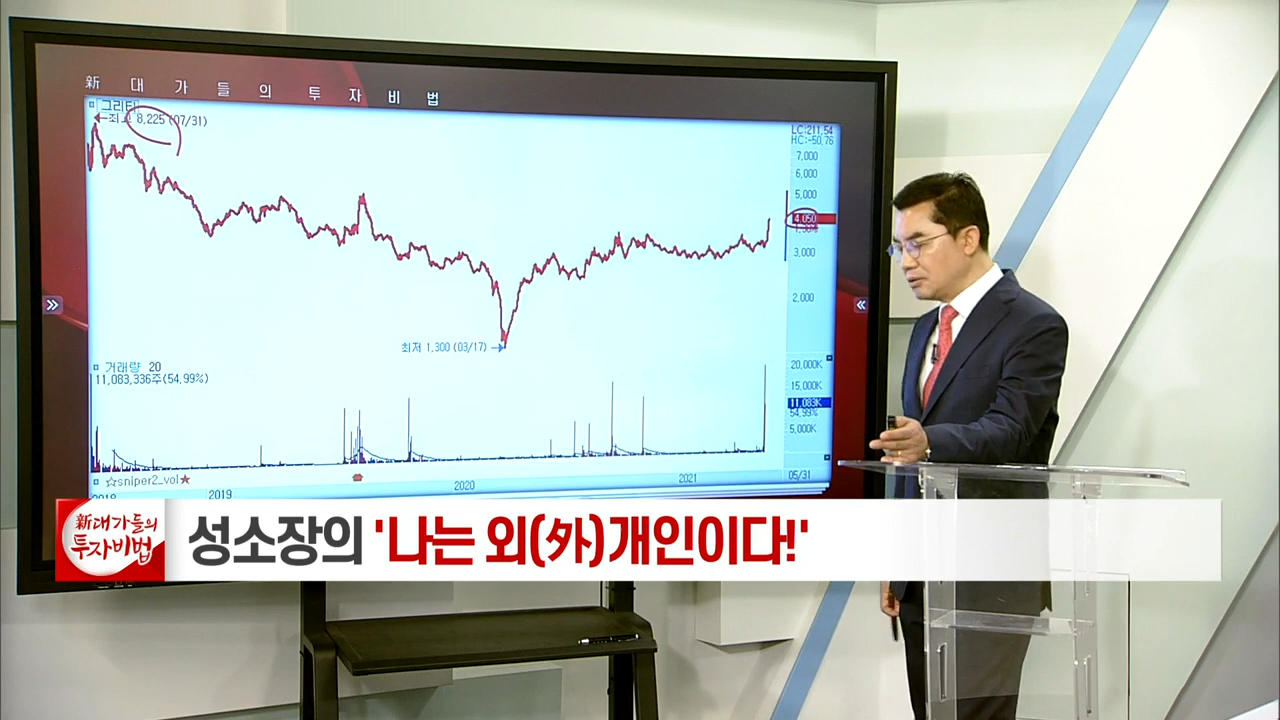 新 대 가 들 의 투 자 비 법
그리티
최고 8,225 (07/31)
LC:211,54
HC:-50,76
7,000
6,000
5,000
4,050
3,000
2,000
최저 1,300 (03/17)
거래량 20
11,083,336주(54,99%)
20,000K
15,000K
11,083K
54,99%
5,000K
☆sniper2_vol★
2018
2019
2020
2021
05/31
新대가들의
투자비법
성소장의 '나는 외(外)개인이다!'